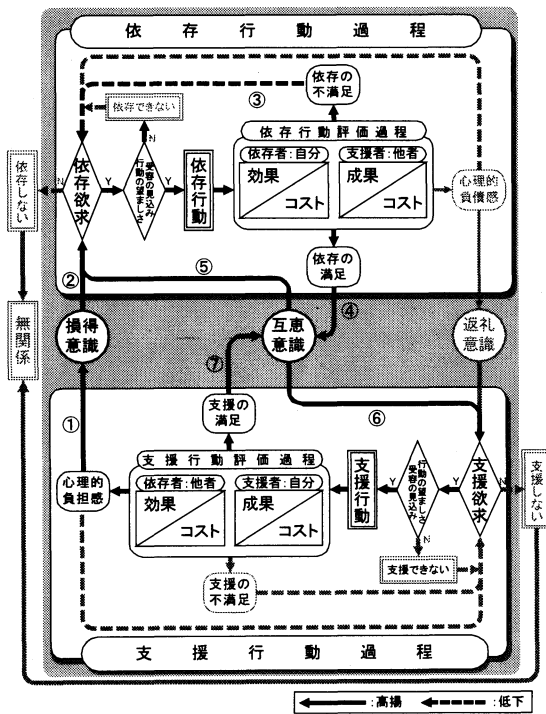 依存行動過程
依存の
不満足
③
依存できない
N
依存行動評価過程
依存者:自分
支援者:他者
効果
コスト
成果
コスト
依存しない
N
依存欲求
Y
受容の見込み
行動の望ましさ
Y
依存行動
心理的
負債感
依存の
満足
②
⑤
④
無関係
損得
意識
互恵
意識
返礼
意識
⑦
①
支援の
満足
⑥
支援行動評価過程
依存者:他者
支援者:自分
効果
コスト
成果
コスト
心理的
負担感
支援行動
Y
行動の望ましさ
受容の見込み
Y
支援欲求
N
支援しない
N
支援できない
支援の
不満足
支援行動過程
:高揚
:低下